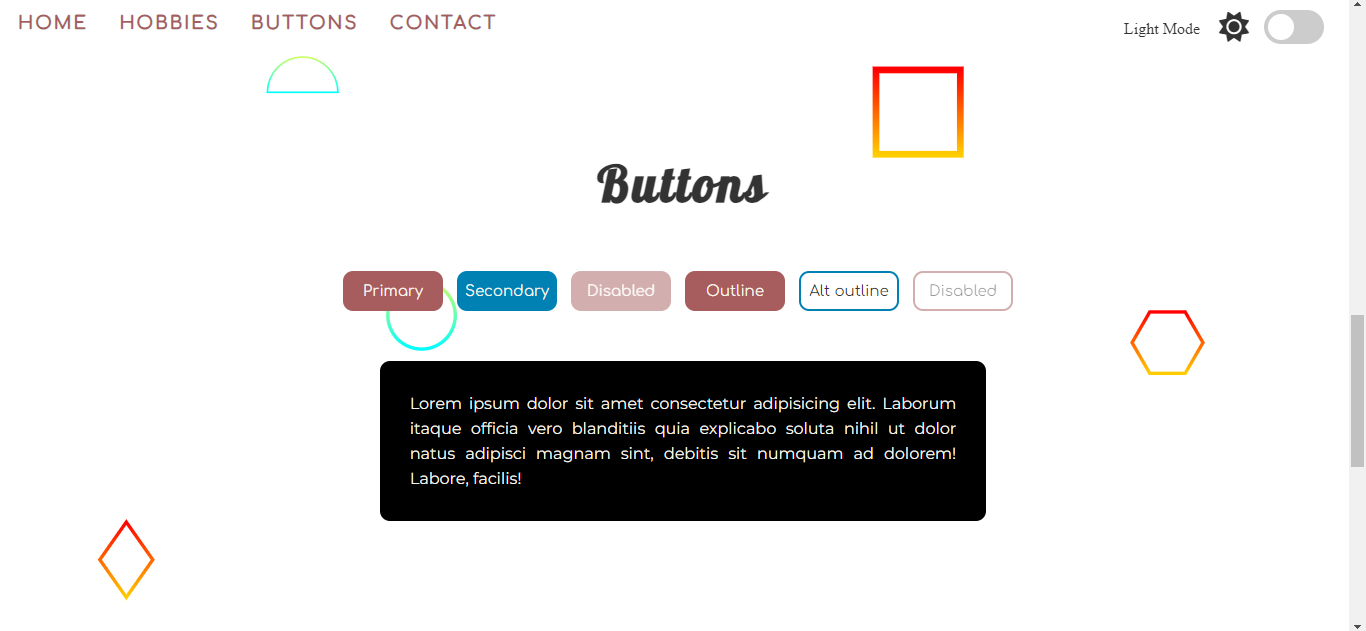 HOME HOBBIES BUTTONS CONTACT Light Mode
Buttons
Primary Secondary Disabled Outline Alt outline Disabled
Lorem ipsum dolor sit amet consectetur adipisicing elit. Laborum
itaque officia vero blanditiis quia explicabo soluta nihil ut dolor
natus adipisci magnam sint, debitis sit numquam ad dolorem!
Labore, facilis!